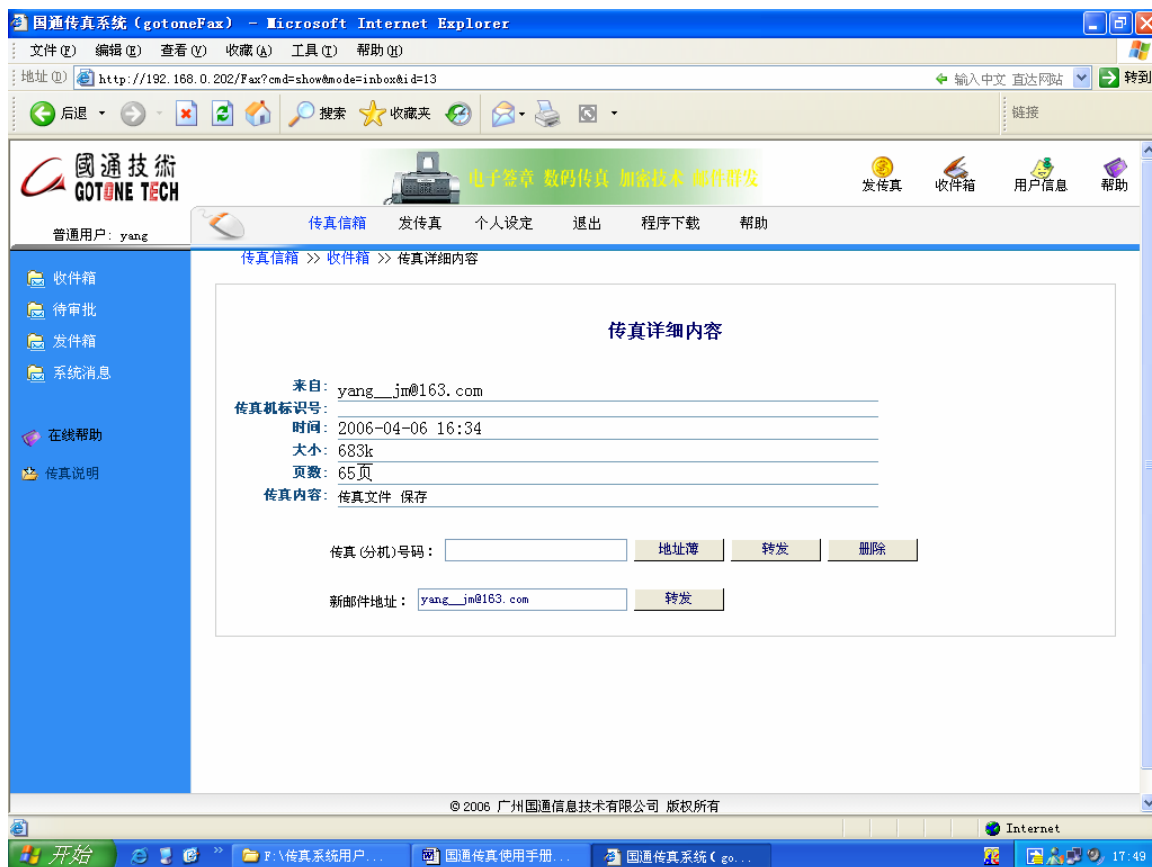 国通传真系统（gotoneFax） - Microsoft Internet Explorer
文件(F) 编辑(E) 查看(V) 收藏(A) 工具(T) 帮助(H)
地址(D) http://192.168.0.202/Fax?cmd=show&mode=inbox&id=13 输入中文 直达网站 转到
后退 搜索 收藏夹 链接
國通技術
GOTONE TECH
电子签章 数码传真 加密技术 邮件群发
发传真 收件箱 用户信息 帮助
普通用户: yang
传真信箱 发传真 个人设定 退出 程序下载 帮助
传真信箱 >> 收件箱 >> 传真详细内容
收件箱
待审批
发件箱
系统消息
在线帮助
传真说明
传真详细内容
来自: yang__jm@163.com
传真机标识号:
时间: 2006-04-06 16:34
大小: 683k
页数: 65页
传真内容: 传真文件 保存
传真(分机)号码： 地址薄 转发 删除
新邮件地址： yang__jm@163.com 转发
© 2006 广州国通信息技术有限公司 版权所有
Internet
开始 » F:\传真系统用户... 国通传真使用手册... 国通传真系统（go... 17:49